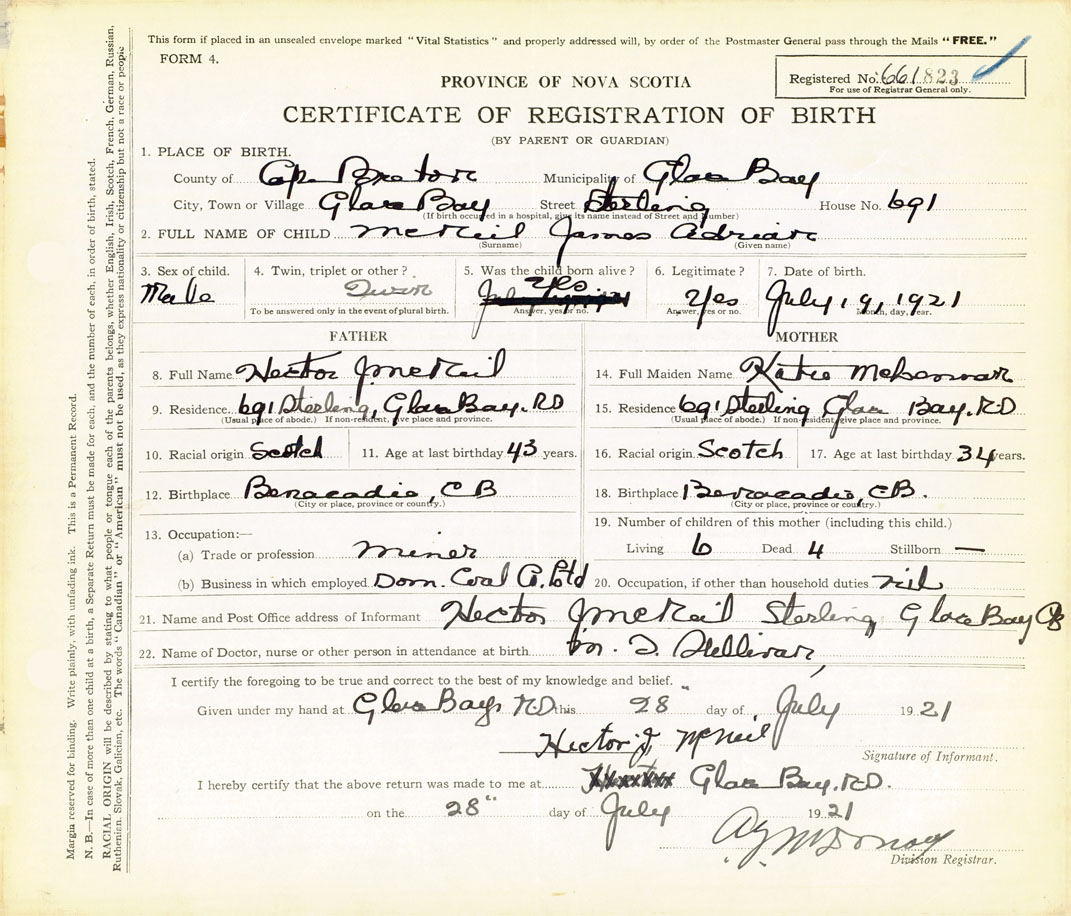 This form if placed in an unsealed envelope marked "Vital Statistics" and properly addressed will, by order of the Postmaster General pass through the Mails "FREE."
FORM 4.
Registered No. 661823
For use of Registrar General only.
PROVINCE OF NOVA SCOTIA
CERTIFICATE OF REGISTRATION OF BIRTH
(BY PARENT OR GUARDIAN)
1. PLACE OF BIRTH.
County of Cape Breton Municipality of Glace Bay
City, Town or Village Glace Bay Street Sterling House No. 691
(If birth occurred in a hospital, give its name instead of Street and Number)
2. FULL NAME OF CHILD McNeil James Adrian
(Surname) (Given name)
3. Sex of child. Male
4. Twin, triplet or other? Twin
To be answered only in the event of plural birth.
5. Was the child born alive? Yes
Answer, yes or no.
6. Legitimate? Yes
Answer, yes or no.
7. Date of birth. July 19, 1921
Month, day, year.
FATHER
8. Full Name Hector J McNeil
9. Residence 691 Sterling, Glace Bay. RD
(Usual place of abode.) If non-resident, give place and province.
10. Racial origin Scotch 11. Age at last birthday 43 years.
12. Birthplace Benacadie, CB
(City or place, province or country.)
13. Occupation:—
(a) Trade or profession miner
(b) Business in which employed Dom. Coal Co. Ltd
MOTHER
14. Full Maiden Name Katie
15. Residence 691 Sterling Glace Bay. RD
(Usual place of abode.) If non-resident, give place and province.
16. Racial origin Scotch 17. Age at last birthday 34 years.
18. Birthplace Benacadie, CB.
(City or place, province or country.)
19. Number of children of this mother (including this child.)
Living 6 Dead 4 Stillborn —
20. Occupation, if other than household duties nil
21. Name and Post Office address of Informant Hector J McNeil Sterling Glace Bay CB
22. Name of Doctor, nurse or other person in attendance at birth
I certify the foregoing to be true and correct to the best of my knowledge and belief.
Given under my hand at Glace Bay RD this 28" day of July 1921
Hector J. McNeil
Signature of Informant.
I hereby certify that the above return was made to me at Glace Bay. RD.
on the 28" day of July 1921
Division Registrar.
Margin reserved for binding. Write plainly, with unfading ink. This is a Permanent Record.
N. B.—In case of more than one child at a birth, a Separate Return must be made for each, and the number of each, in order of birth, stated.
RACIAL ORIGIN will be described by stating to what people or tongue each of the parents belongs, whether English, Irish, Scotch, French, German, Russian,
Ruthenian, Slovak, Galician, etc. The words "Canadian" or "American" must not be used, as they express nationality or citizenship but not a race or people